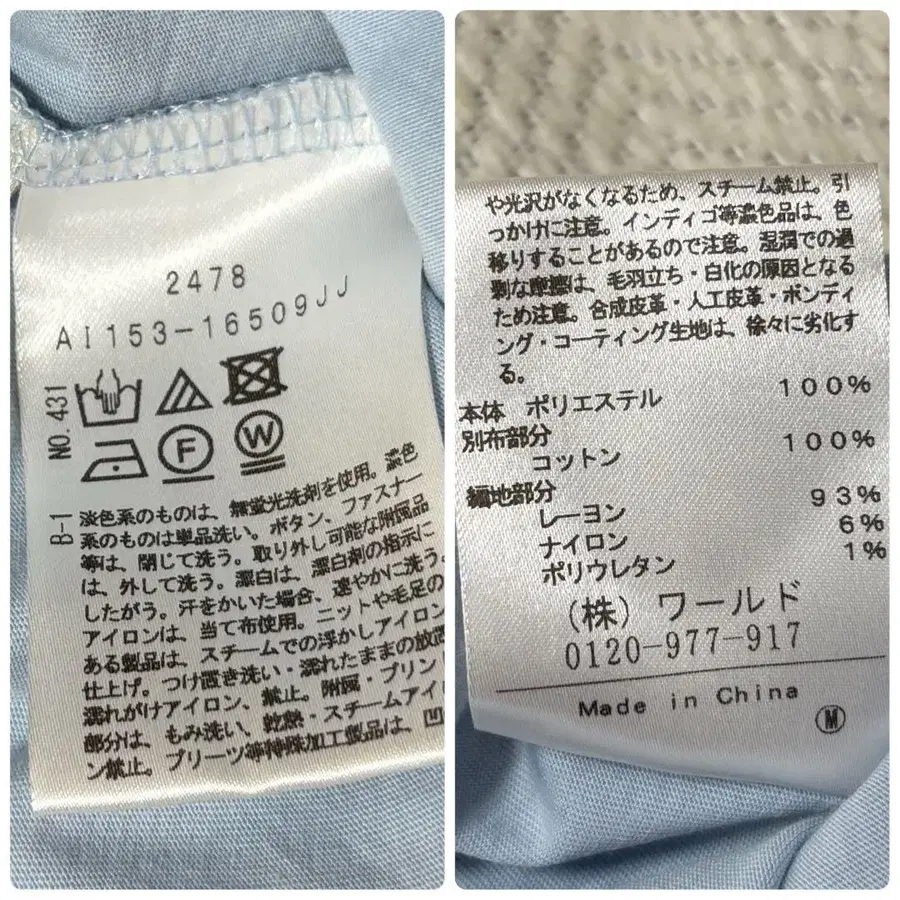 2478
AI153-16509JJ
NO.431
F
W
B-1
淡色系のものは、無蛍光洗剤を使用。濃色
系のものは単品洗い。ボタン、ファスナー
等は、閉じて洗う。取り外し可能な附属品
は、外して洗う。漂白は、漂白剤の指示に
したがう。汗をかいた場合、速やかに洗う。
アイロンは、当て布使用。ニットや毛足の
ある製品は、スチームでの浮かしアイロン
仕上げ。つけ置き洗い・濡れたままの放置
濡れがけアイロン、禁止。附属・プリント
部分は、もみ洗い、乾熱・スチームアイ
ン禁止。プリーツ等特殊加工製品は、凹
や光沢がなくなるため、スチーム禁止。引
っかけに注意。インディゴ等濃色品は、色
移りすることがあるので注意。湿潤での過
剰な摩擦は、毛羽立ち・白化の原因となる
ため注意。合成皮革・人工皮革・ボンディ
ング・コーティング生地は、徐々に劣化す
る。
本体 ポリエステル 100%
別布部分
コットン 100%
編地部分
レーヨン 93%
ナイロン 6%
ポリウレタン 1%
(株) ワールド
0120-977-917
Made in China
M